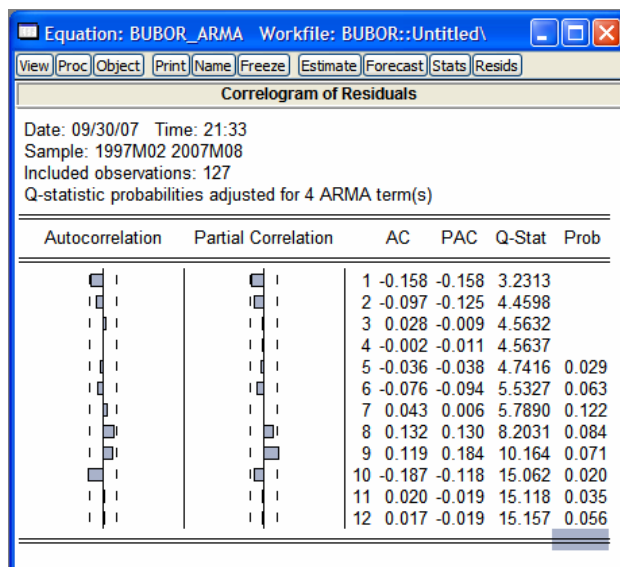 Equation: BUBOR_ARMA Workfile: BUBOR::Untitled\
View Proc Object Print Name Freeze Estimate Forecast Stats Resids
Correlogram of Residuals
Date: 09/30/07 Time: 21:33
Sample: 1997M02 2007M08
Included observations: 127
Q-statistic probabilities adjusted for 4 ARMA term(s)
Autocorrelation Partial Correlation AC PAC Q-Stat Prob
1 -0.158 -0.158 3.2313
2 -0.097 -0.125 4.4598
3 0.028 -0.009 4.5632
4 -0.002 -0.011 4.5637
5 -0.036 -0.038 4.7416 0.029
6 -0.076 -0.094 5.5327 0.063
7 0.043 0.006 5.7890 0.122
8 0.132 0.130 8.2031 0.084
9 0.119 0.184 10.164 0.071
10 -0.187 -0.118 15.062 0.020
11 0.020 -0.019 15.118 0.035
12 0.017 -0.019 15.157 0.056